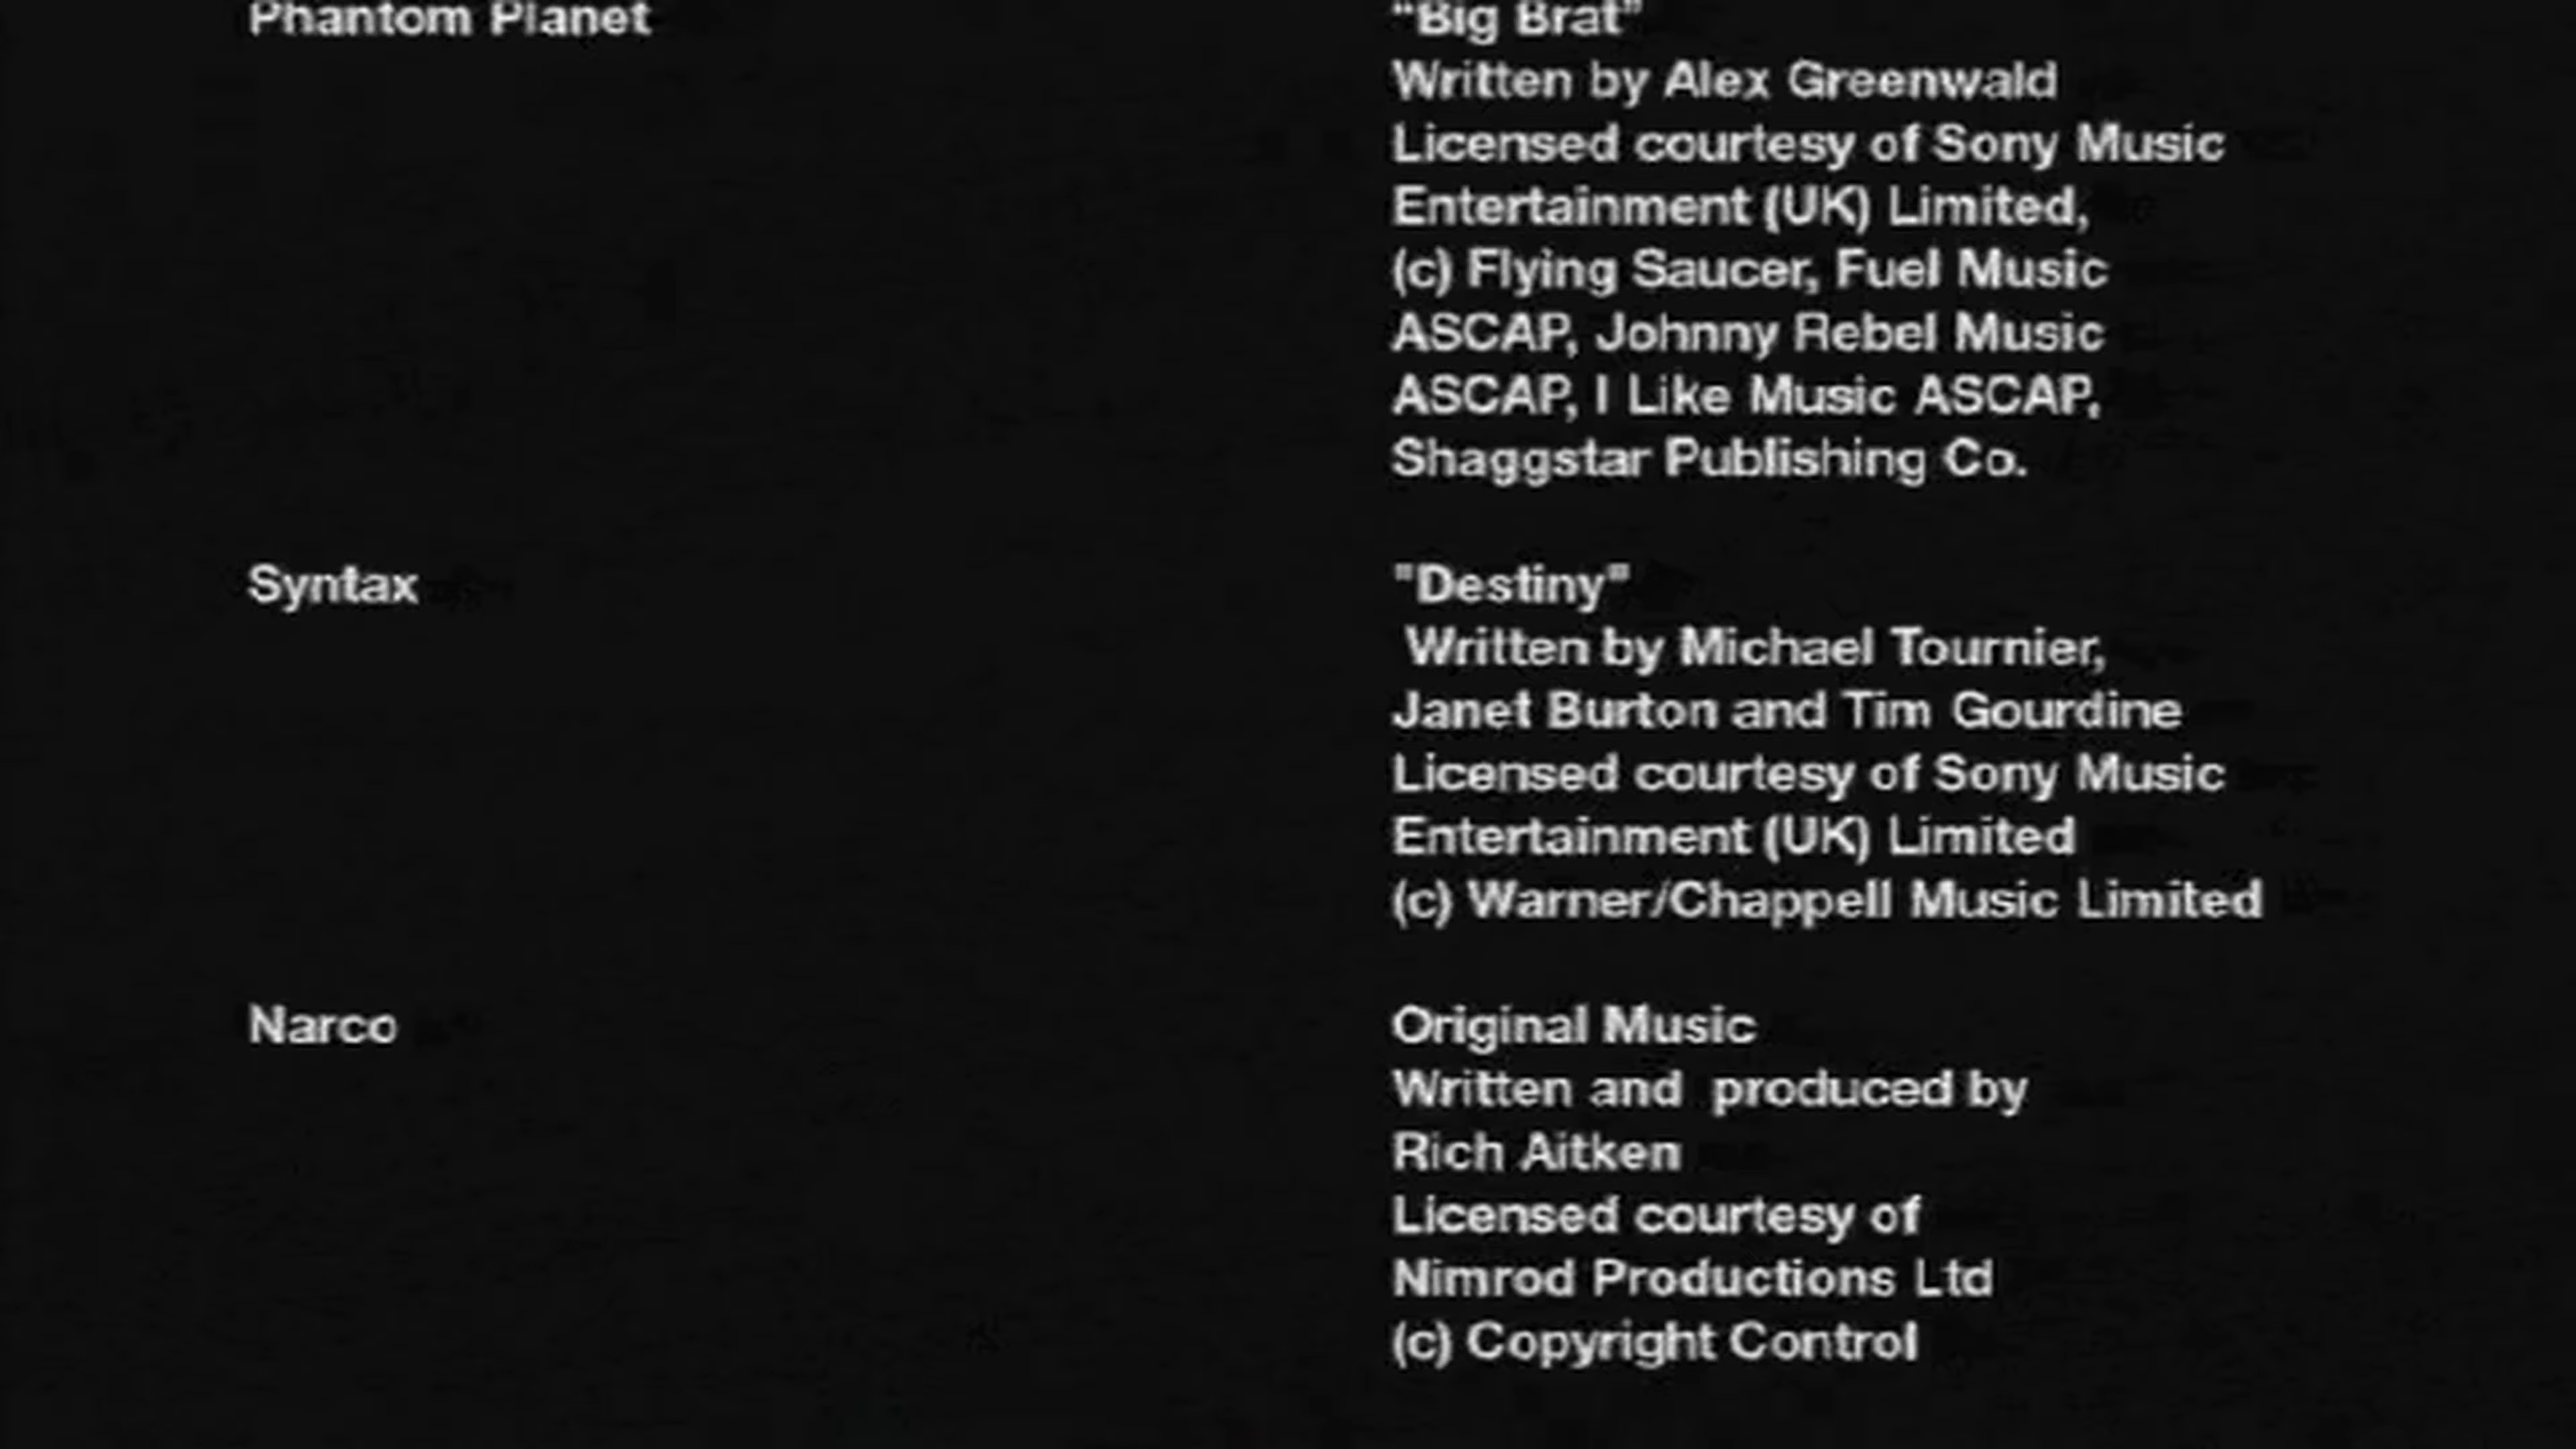 Phantom Planet
“Big Brat”
Written by Alex Greenwald
Licensed courtesy of Sony Music
Entertainment (UK) Limited,
(c) Flying Saucer, Fuel Music
ASCAP, Johnny Rebel Music
ASCAP, I Like Music ASCAP,
Shaggstar Publishing Co.
Syntax
"Destiny"
Written by Michael Tournier,
Janet Burton and Tim Gourdine
Licensed courtesy of Sony Music
Entertainment (UK) Limited
(c) Warner/Chappell Music Limited
Narco
Original Music
Written and  produced by
Rich Aitken
Licensed courtesy of
Nimrod Productions Ltd
(c) Copyright Control